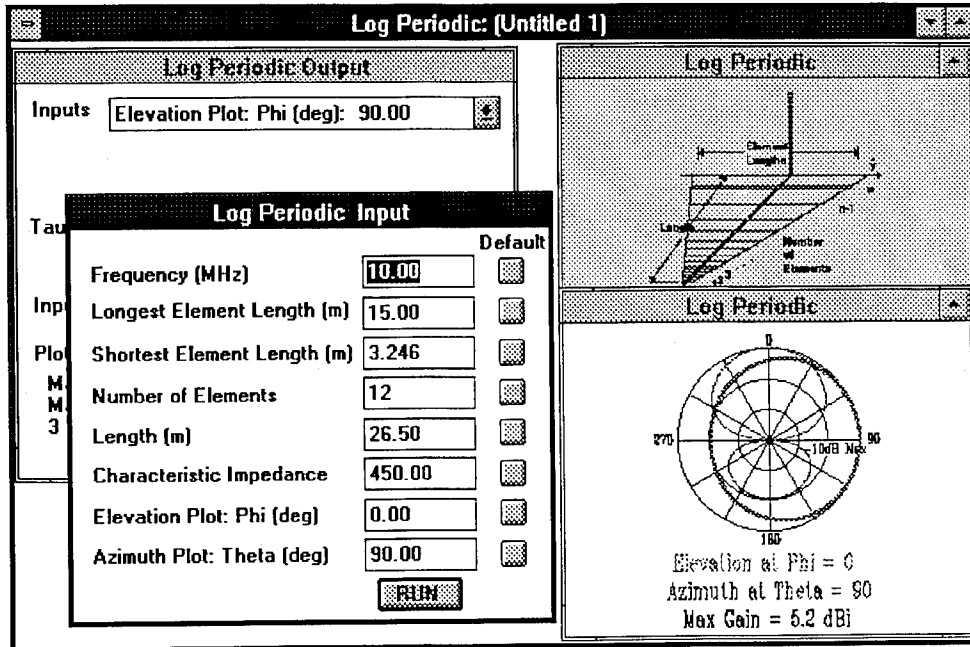 Log Periodic: (Untitled 1)
Log Periodic Output
Inputs
Elevation Plot: Phi (deg): 90.00
Tau
Inp
Plot
M
M
3
Log Periodic Input
Default
Frequency (MHz) 10.00
Longest Element Length (m) 15.00
Shortest Element Length (m) 3.246
Number of Elements 12
Length (m) 26.50
Characteristic Impedance 450.00
Elevation Plot: Phi (deg) 0.00
Azimuth Plot: Theta (deg) 90.00
RUN
Log Periodic
Element
Lengths
Y
n
n-1
Length
Number
of
Elements
3
Log Periodic
0
270
90
-10dB Max
180
Elevation at Phi = 0
Azimuth at Theta = 90
Max Gain = 5.2 dBi